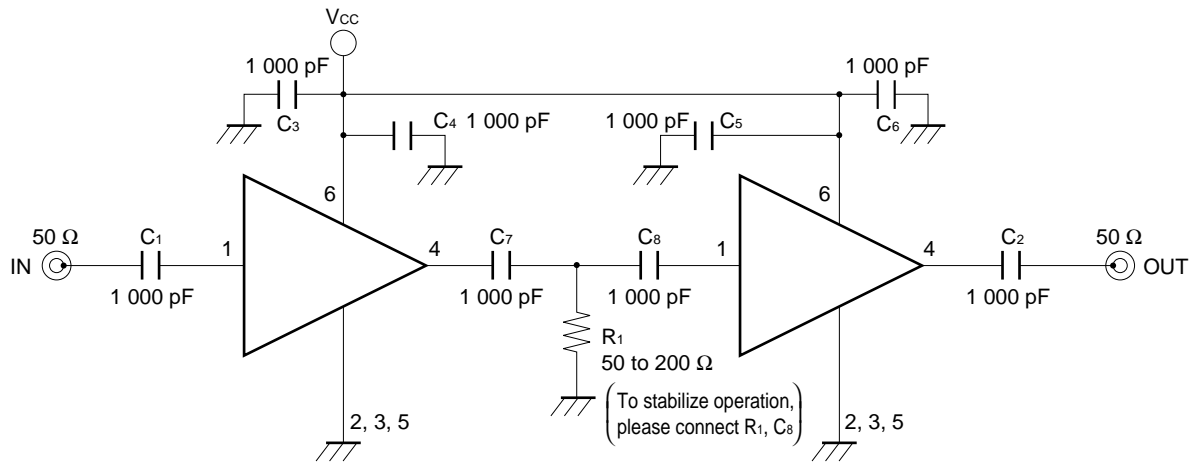 VCC
1 000 pF
C3
C4 1 000 pF
1 000 pF
C5
1 000 pF
C6
6
6
50 Ω
IN
C1
1 000 pF
1
4
C7
1 000 pF
C8
1 000 pF
1
4
C2
1 000 pF
50 Ω
OUT
R1
50 to 200 Ω
(To stabilize operation,
please connect R1, C8)
2, 3, 5
2, 3, 5